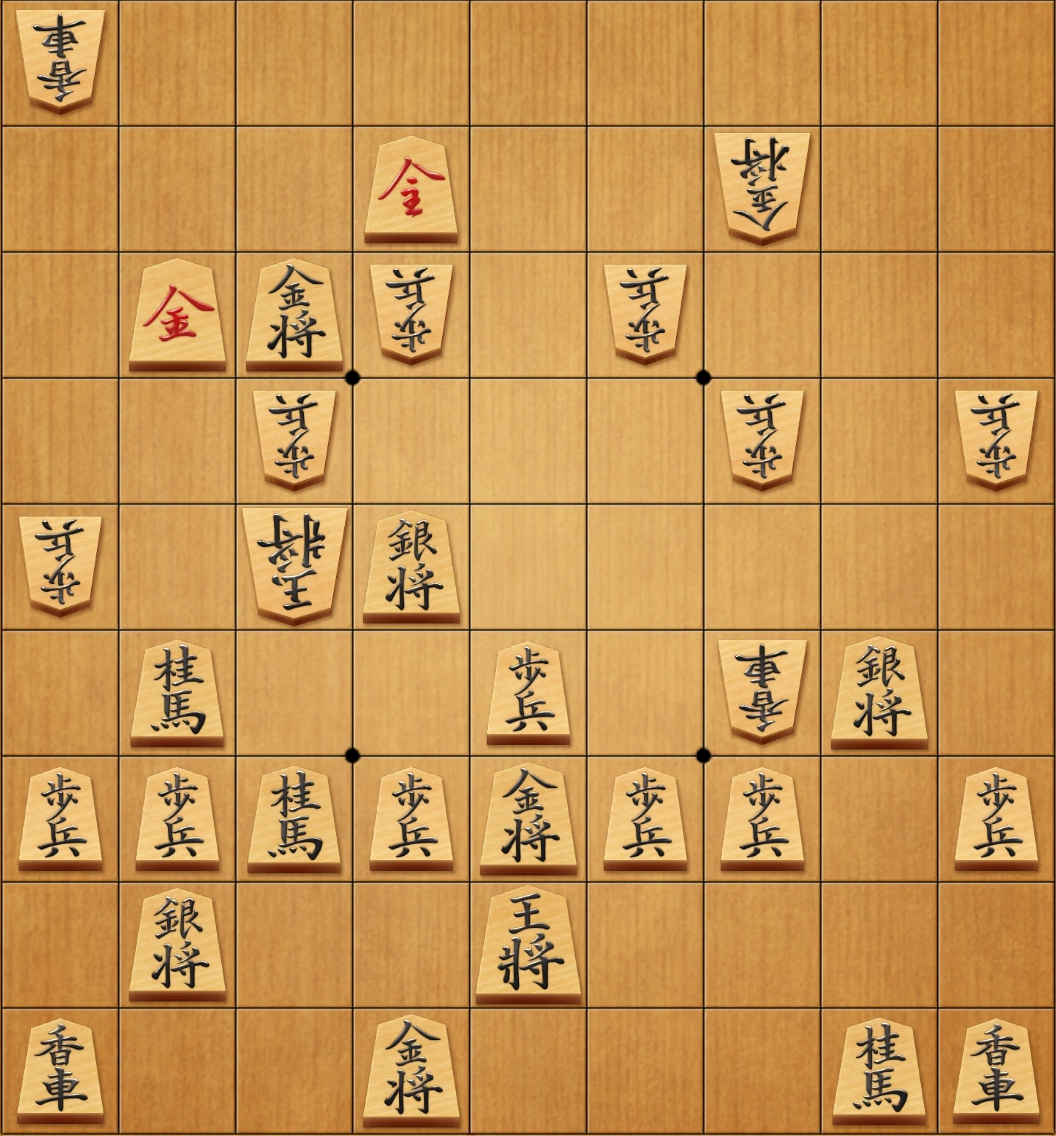 香車
全 金将
金 金将 歩兵 歩兵
歩兵 歩兵 歩兵
歩兵 玉将 銀将
桂馬 歩兵 香車 銀将
歩兵 歩兵 桂馬 歩兵 金将 歩兵 歩兵 歩兵
銀将 王将
香車 金将 桂馬 香車